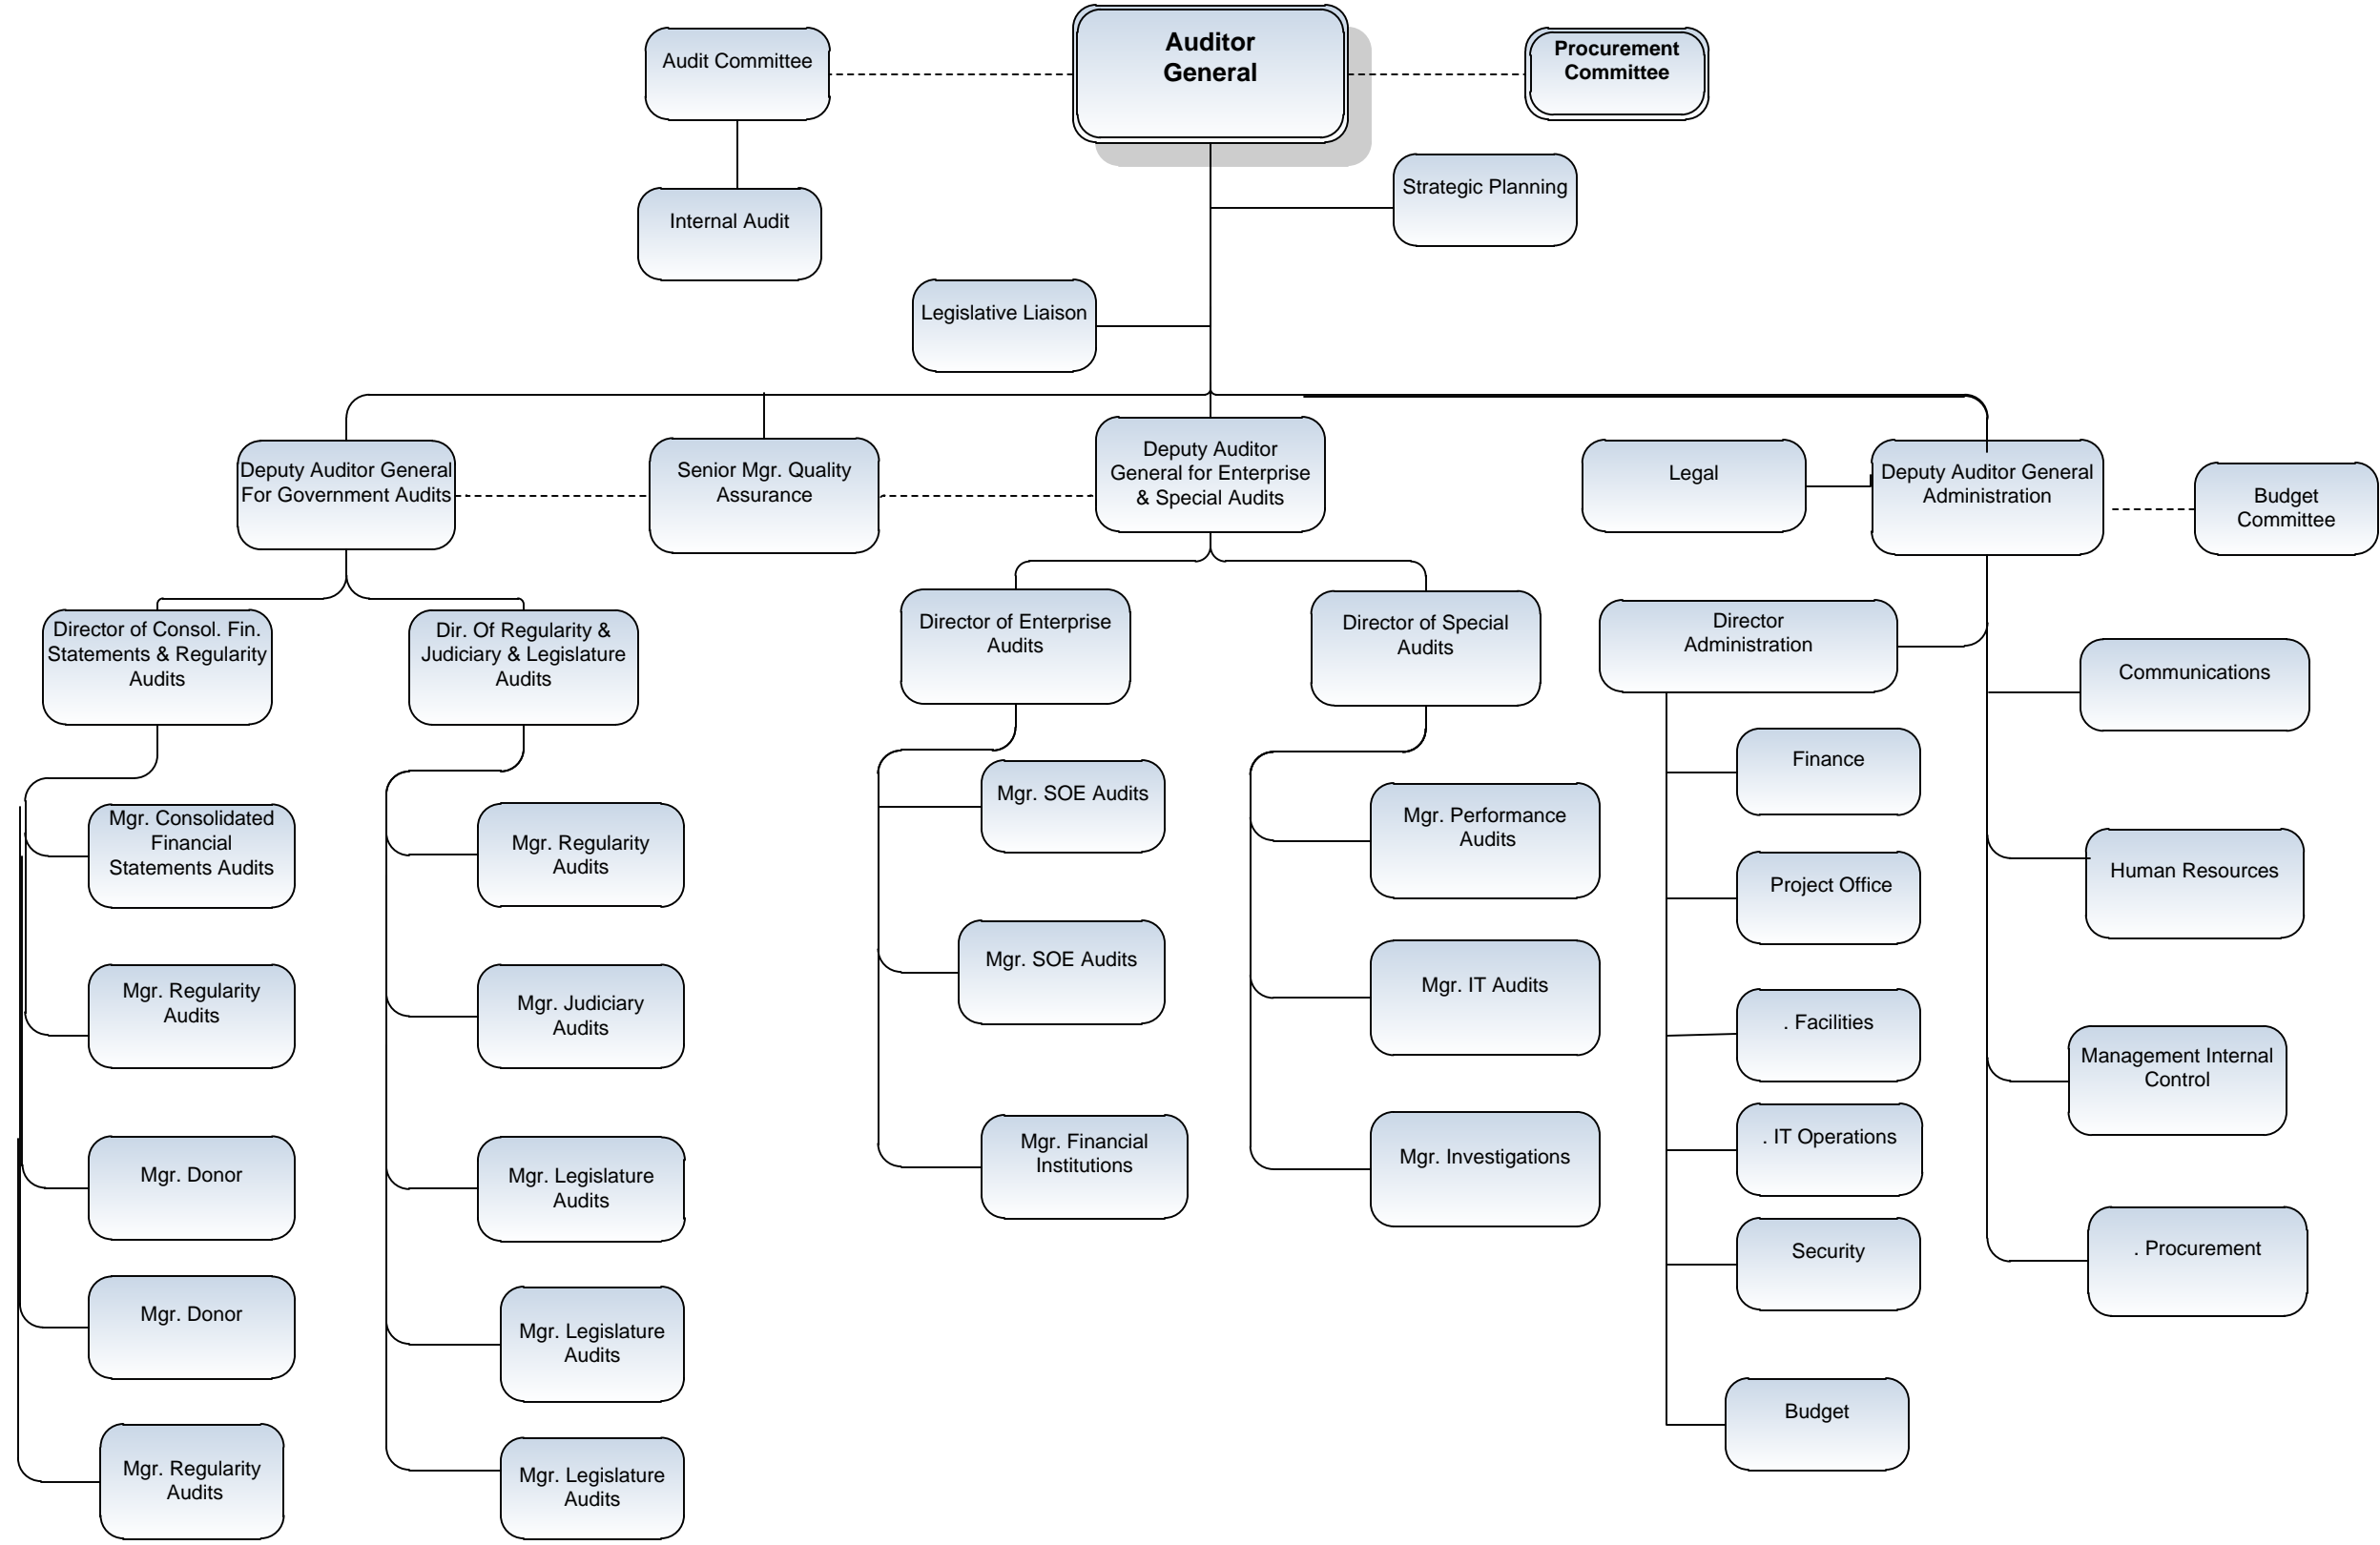 Auditor
General
Audit Committee
Procurement
Committee
Strategic Planning
Internal Audit
Legislative Liaison
Deputy Auditor General
For Government Audits
Senior Mgr. Quality
Assurance
Deputy Auditor
General for Enterprise
& Special Audits
Legal
Deputy Auditor General
Administration
Budget
Committee
Director of Consol. Fin.
Statements & Regularity
Audits
Dir. Of Regularity &
Judiciary & Legislature
Audits
Director of Enterprise
Audits
Director of Special
Audits
Director
Administration
Communications
Mgr. Consolidated
Financial
Statements Audits
Mgr. Regularity
Audits
Mgr. Donor
Mgr. Donor
Mgr. Regularity
Audits
Mgr. Regularity
Audits
Mgr. Judiciary
Audits
Mgr. Legislature
Audits
Mgr. Legislature
Audits
Mgr. Legislature
Audits
Mgr. SOE Audits
Mgr. SOE Audits
Mgr. Financial
Institutions
Mgr. Performance
Audits
Mgr. IT Audits
Mgr. Investigations
Finance
Project Office
. Facilities
. IT Operations
Security
Budget
Human Resources
Management Internal
Control
. Procurement